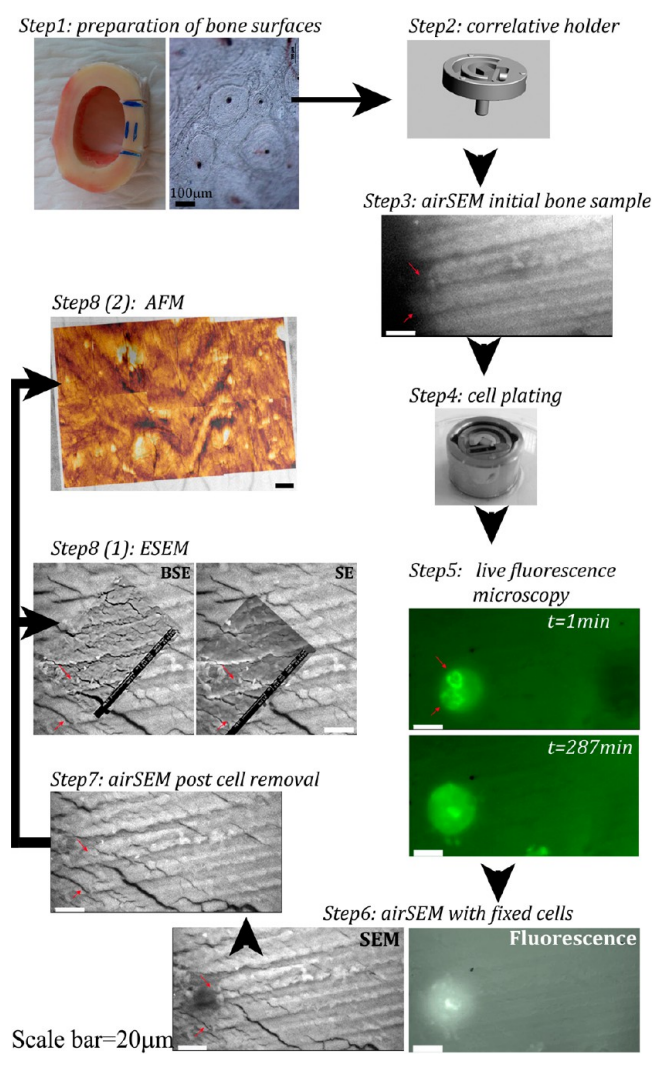 Step1: preparation of bone surfaces
100μm
Step2: correlative holder
Step3: airSEM initial bone sample
Step4: cell plating
Step5: live fluorescence
microscopy
t=1min
t=287min
Step6: airSEM with fixed cells
SEM
Fluorescence
Step7: airSEM post cell removal
Step8 (1): ESEM
BSE
SE
Step8 (2): AFM
Scale bar=20μm